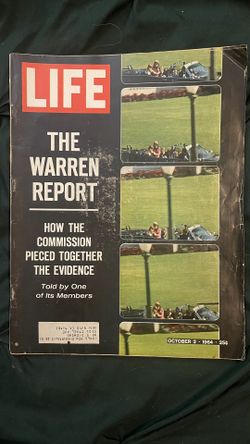 LIFE
THE
WARREN
REPORT
HOW THE
COMMISSION
PIECED TOGETHER
THE EVIDENCE
Told by One
of Its Members
OCTOBER 2 · 1964 · 25¢